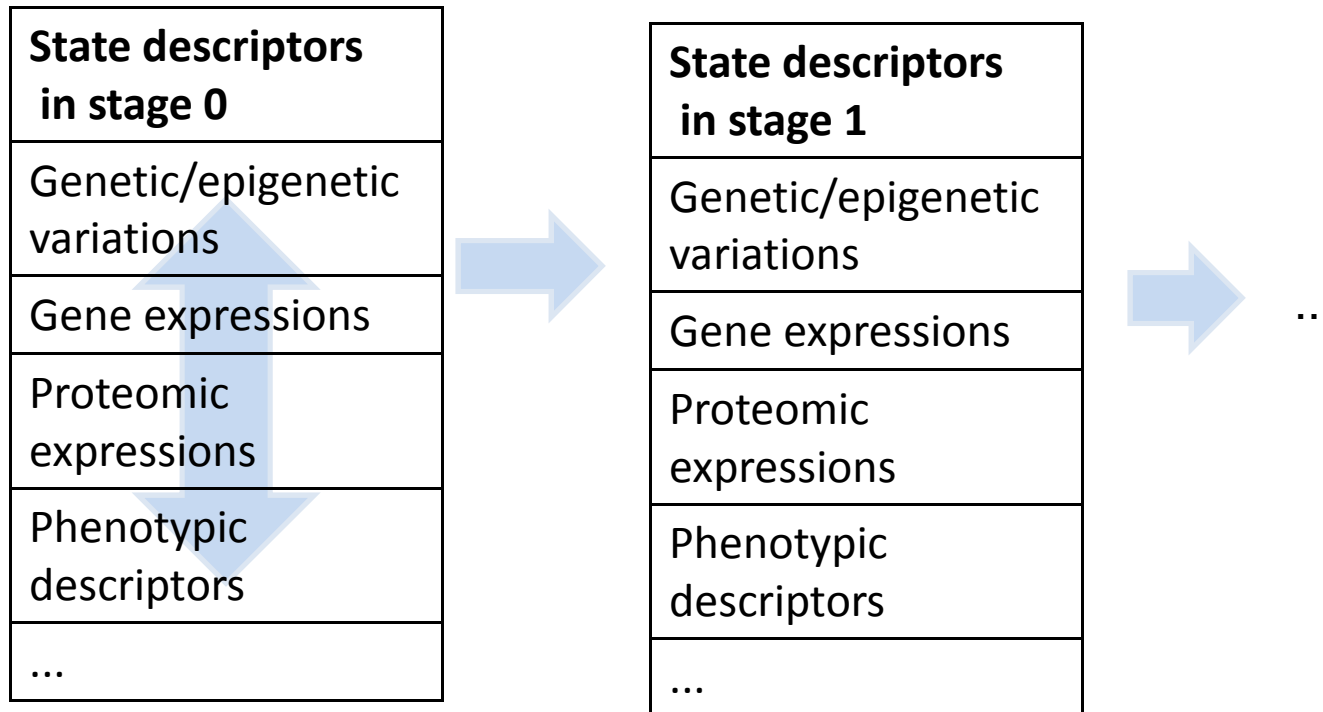 State descriptors
in stage 0
Genetic/epigenetic
variations
Gene expressions
Proteomic
expressions
Phenotypic
descriptors
...
State descriptors
in stage 1
Genetic/epigenetic
variations
Gene expressions
Proteomic
expressions
Phenotypic
descriptors
...
..